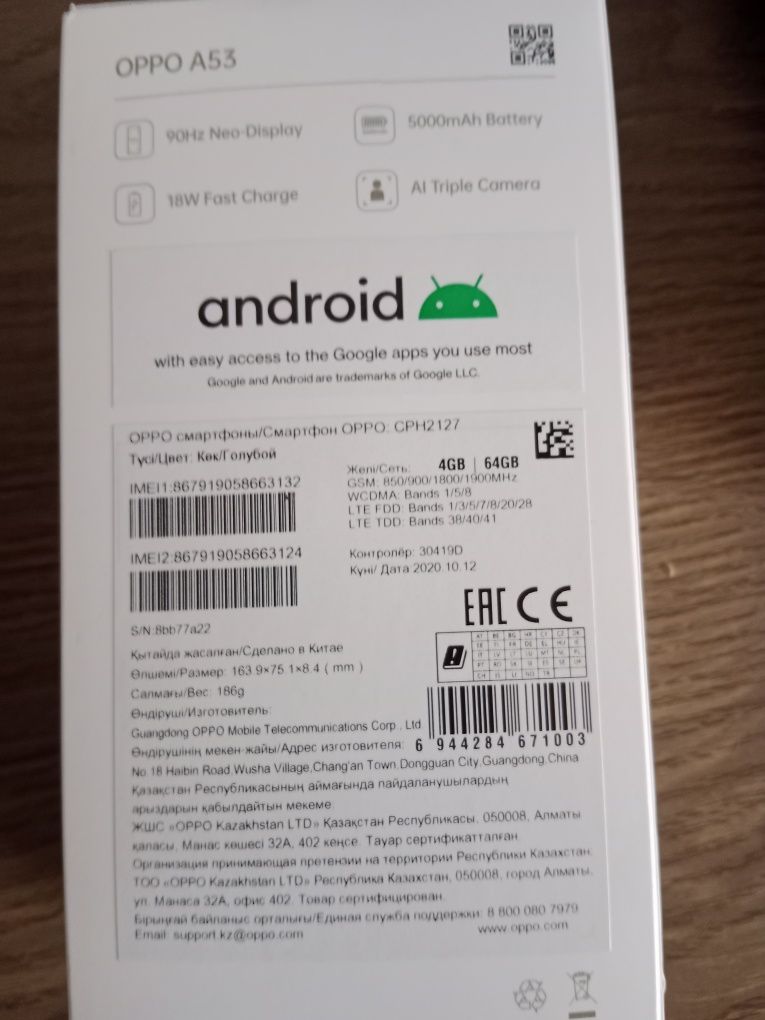 OPPO A53
90Hz Neo-Display
5000mAh Battery
18W Fast Charge
AI Triple Camera
android
with easy access to the Google apps you use most
Google and Android are trademarks of Google LLC.
OPPO смартфоны/Смартфон OPPO: CPH2127
Түсі/Цвет: Көк/Голубой
IMEI1:867919058663132
IMEI2:867919058663124
S/N:8bb77a22
4GB | 64GB
Желі/Сеть:
GSM: 850/900/1800/1900MHz
WCDMA: Bands 1/5/8
LTE FDD: Bands 1/3/5/7/8/20/28
LTE TDD: Bands 38/40/41
Контролёр: 30419D
Күні/ Дата 2020.10.12
EAC CE
Қытайда жасалған/Сделано в Китае
Өлшемі/Размер: 163.9×75.1×8.4 ( mm )
Салмағы/Вес: 186g
Өндіруші/Изготовитель:
Guangdong OPPO Mobile Telecommunications Corp., Ltd.
Өндірушінің мекен-жайы/Адрес изготовителя:
6 944284 671003
No.18 Haibin Road,Wusha Village,Chang'an Town,Dongguan City,Guangdong,China
Қазақстан Республикасының аймағында пайдаланушылардың
арыздарын қабылдайтын мекеме
ЖШС «OPPO Kazakhstan LTD» Қазақстан Республикасы, 050008, Алматы
қаласы, Манас көшесі 32А, 402 кеңсе. Тауар сертификатталған.
Организация принимающая претензии на территории Республики Казахстан:
ТОО «OPPO Kazakhstan LTD» Республика Казахстан, 050008, город Алматы,
ул. Манаса 32А, офис 402. Товар сертифицирован.
Бірыңғай байланыс орталығы/Единая служба поддержки: 8 800 080 7979
Email: support.kz@oppo.com
www.oppo.com